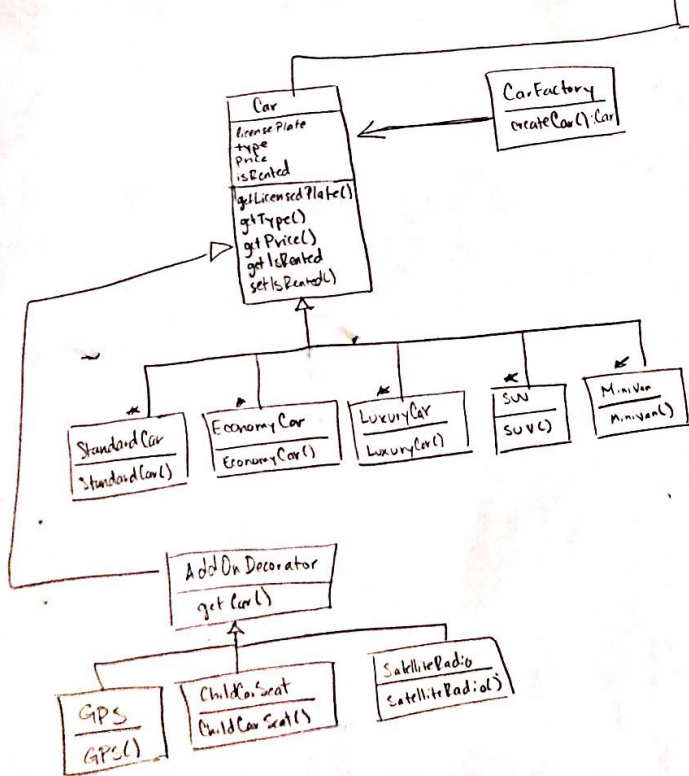 Car
licensePlate
type
Price
isRented
getLicensedPlate()
getType()
getPrice()
getIsRented
setIsRented()
CarFactory
createCar():Car
StandardCar
StandardCar()
EconomyCar
EconomyCar()
LuxuryCar
LuxuryCar()
SUV
SUV()
Minivan
Minivan()
AddOnDecorator
getCar()
GPS
GPS()
ChildCarSeat
ChildCarSeat()
SatelliteRadio
SatelliteRadio()